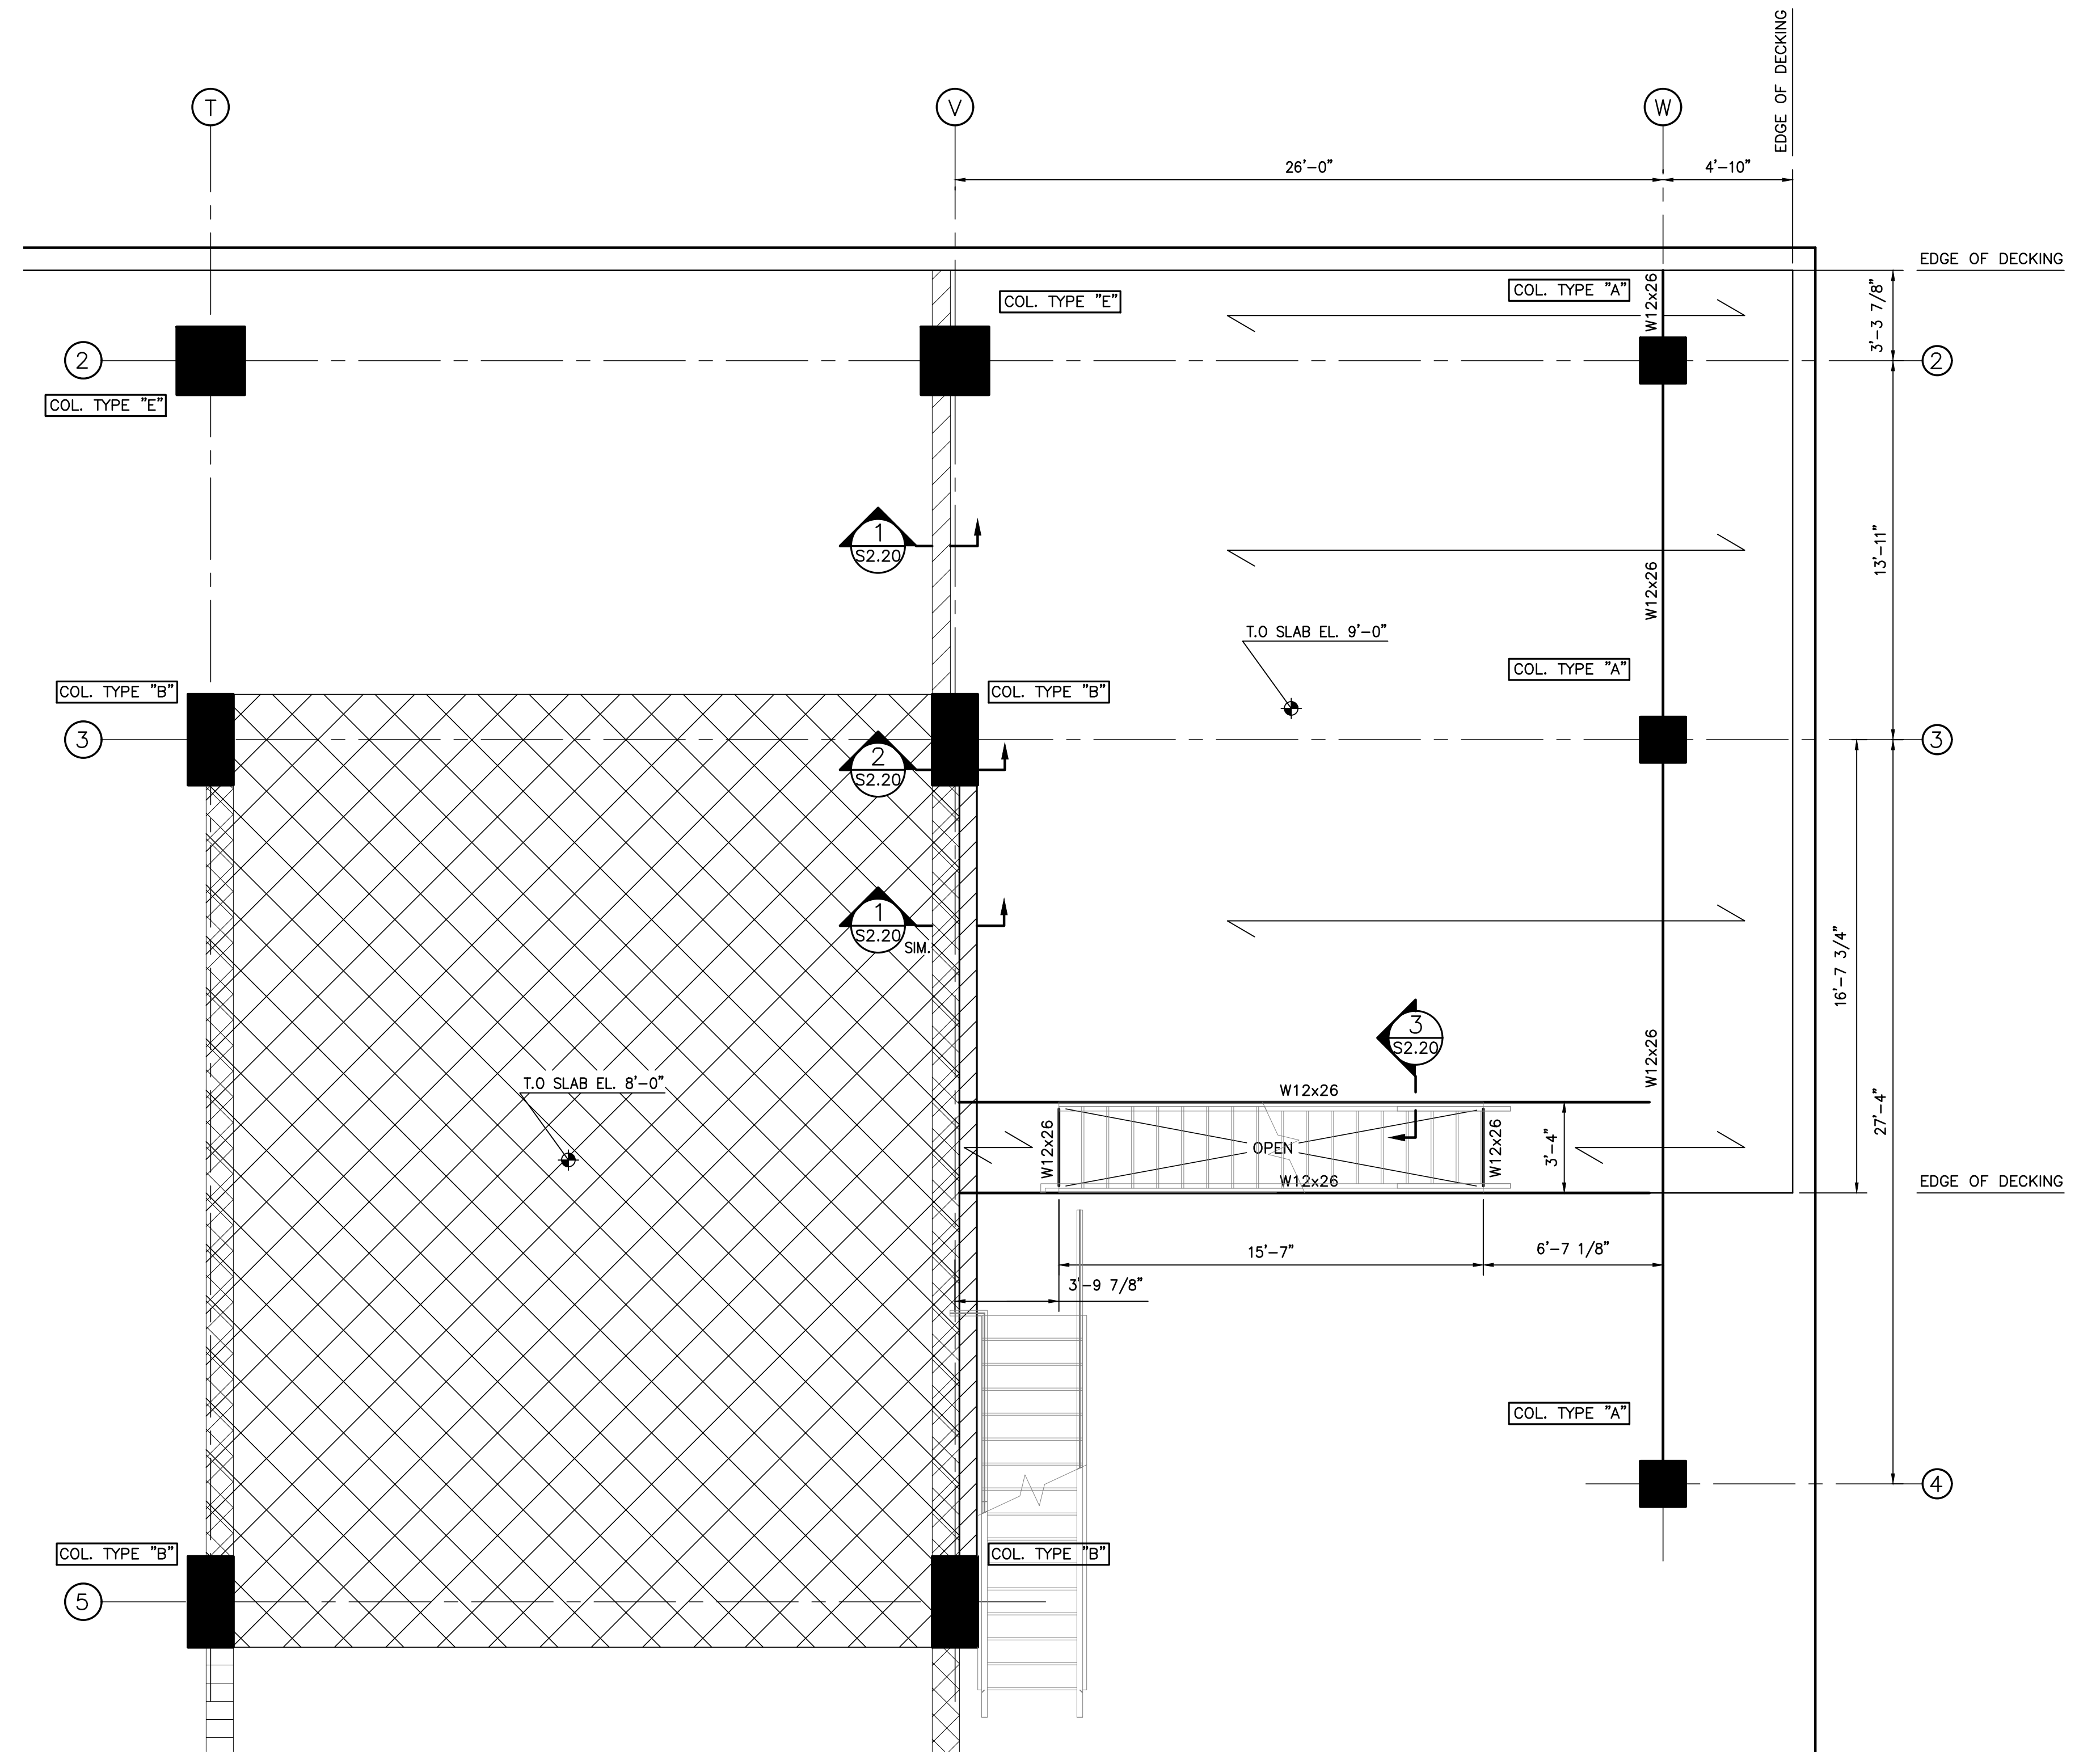 EDGE OF DECKING
T
V
W
26'-0"
4'-10"
EDGE OF DECKING
COL. TYPE "E"
COL. TYPE "A"
W12x26
3'-3 7/8"
2
2
COL. TYPE "E"
1
S2.20
13'-11"
W12x26
T.O SLAB EL. 9'-0"
COL. TYPE "A"
COL. TYPE "B"
COL. TYPE "B"
3
3
2
S2.20
1
S2.20
SIM.
16'-7 3/4"
3
S2.20
W12x26
T.O SLAB EL. 8'-0"
W12x26
27'-4"
W12x26
OPEN
W12x26
3'-4"
W12x26
EDGE OF DECKING
15'-7"
6'-7 1/8"
3'-9 7/8"
COL. TYPE "A"
4
COL. TYPE "B"
COL. TYPE "B"
5